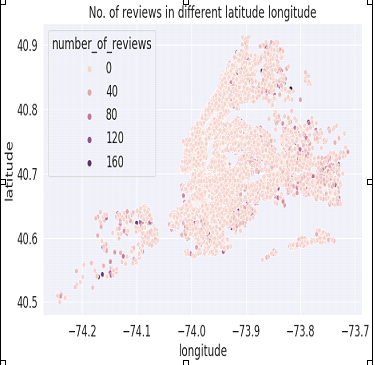 No. of reviews in different latitude longitude
number_of_reviews
0
40
80
120
160
latitude
40.9
40.8
40.7
40.6
40.5
−74.2 −74.1 −74.0 −73.9 −73.8 −73.7
longitude